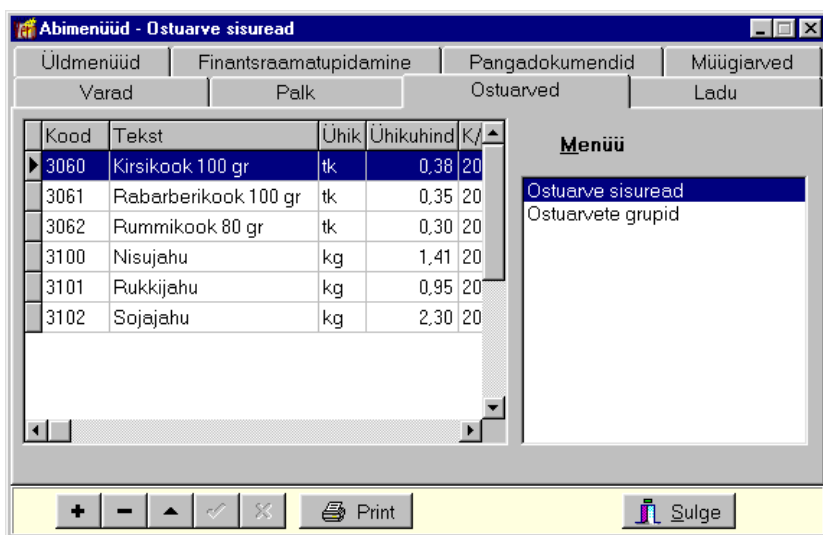 Abimenüüd - Ostuarve sisuread
Üldmenüüd Finantsraamatupidamine Pangadokumendid Müügiarved
Varad Palk Ostuarved Ladu
Kood Tekst Ühik Ühikuhind K/
3060 Kirsikook 100 gr tk 0,38 20
3061 Rabarberikook 100 gr tk 0,35 20
3062 Rummikook 80 gr tk 0,30 20
3100 Nisujahu kg 1,41 20
3101 Rukkijahu kg 0,95 20
3102 Sojajahu kg 2,30 20
Menüü
Ostuarve sisuread
Ostuarvete grupid
Print Sulge